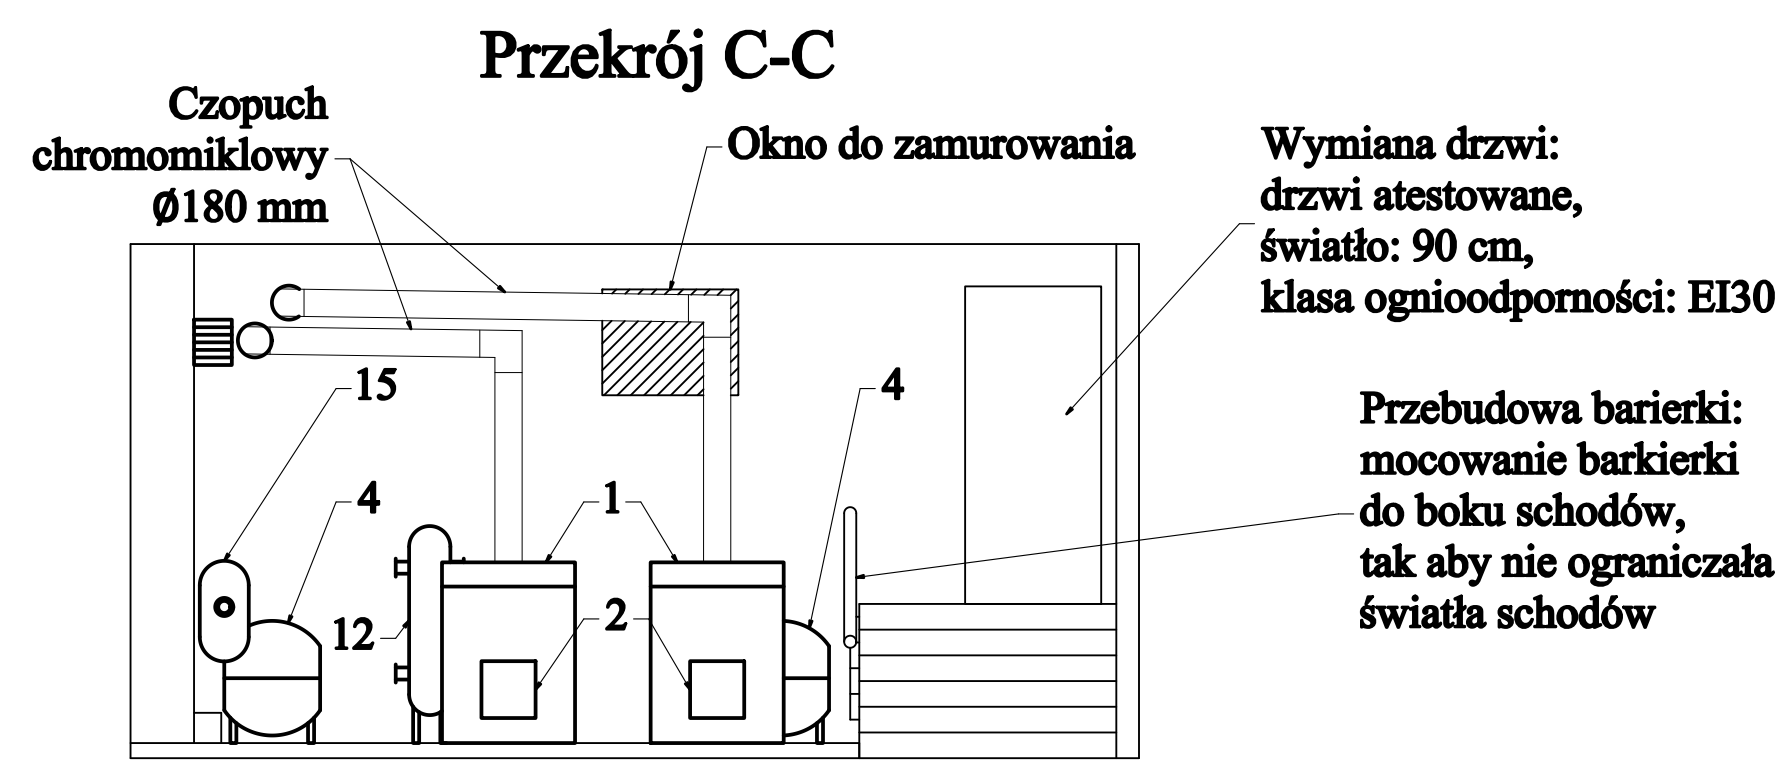 Przekrój C-C
Czopuch
chromomiklowy
Ø180 mm
Okno do zamurowania
Wymiana drzwi:
drzwi atestowane,
światło: 90 cm,
klasa ognioodporności: EI30
15
4
Przebudowa barierki:
mocowanie barkierki
do boku schodów,
tak aby nie ograniczała
światła schodów
4
1
12
2